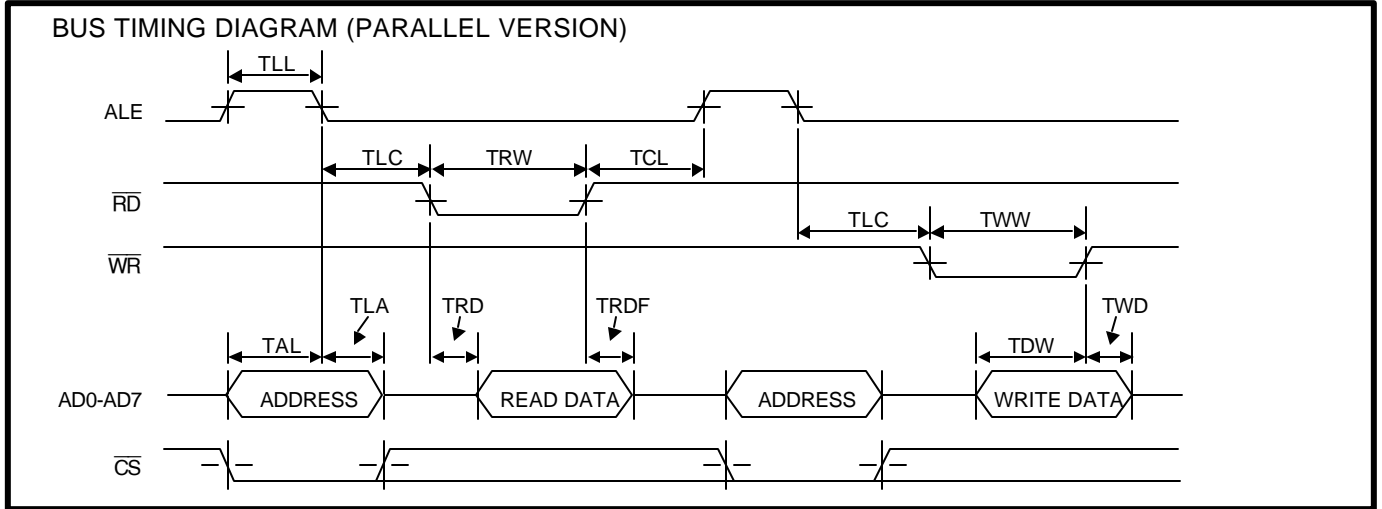 BUS TIMING DIAGRAM (PARALLEL VERSION)
TLL
ALE
TLC TRW TCL
RD
TLC TWW
WR
TLA TRD TRDF TWD
TAL TDW
AD0-AD7 ADDRESS READ DATA ADDRESS WRITE DATA
CS